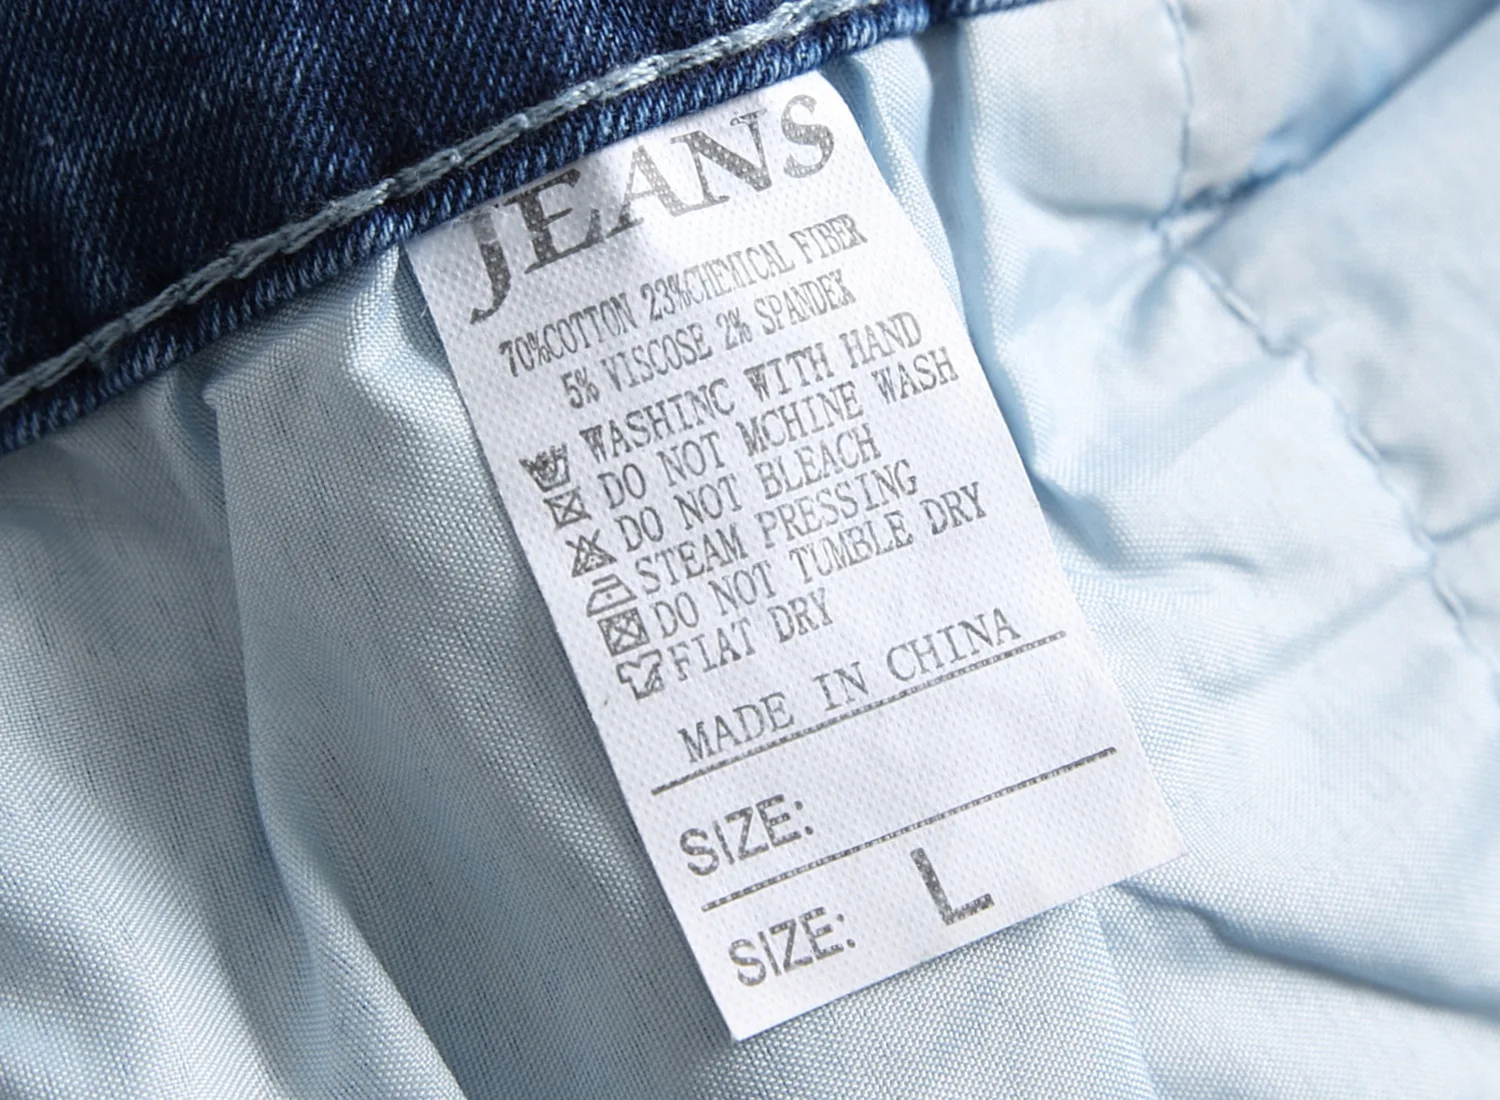 JEANS
70%COTTON 23%CHEMICAL FIBER
5% VISCOSE 2% SPANDEX
WASHINC WITH HAND
DO NOT MCHINE WASH
DO NOT BLEACH
STEAM PRESSING
DO NOT TUMBLE DRY
FIAT DRY
MADE IN CHINA
SIZE:
SIZE: L